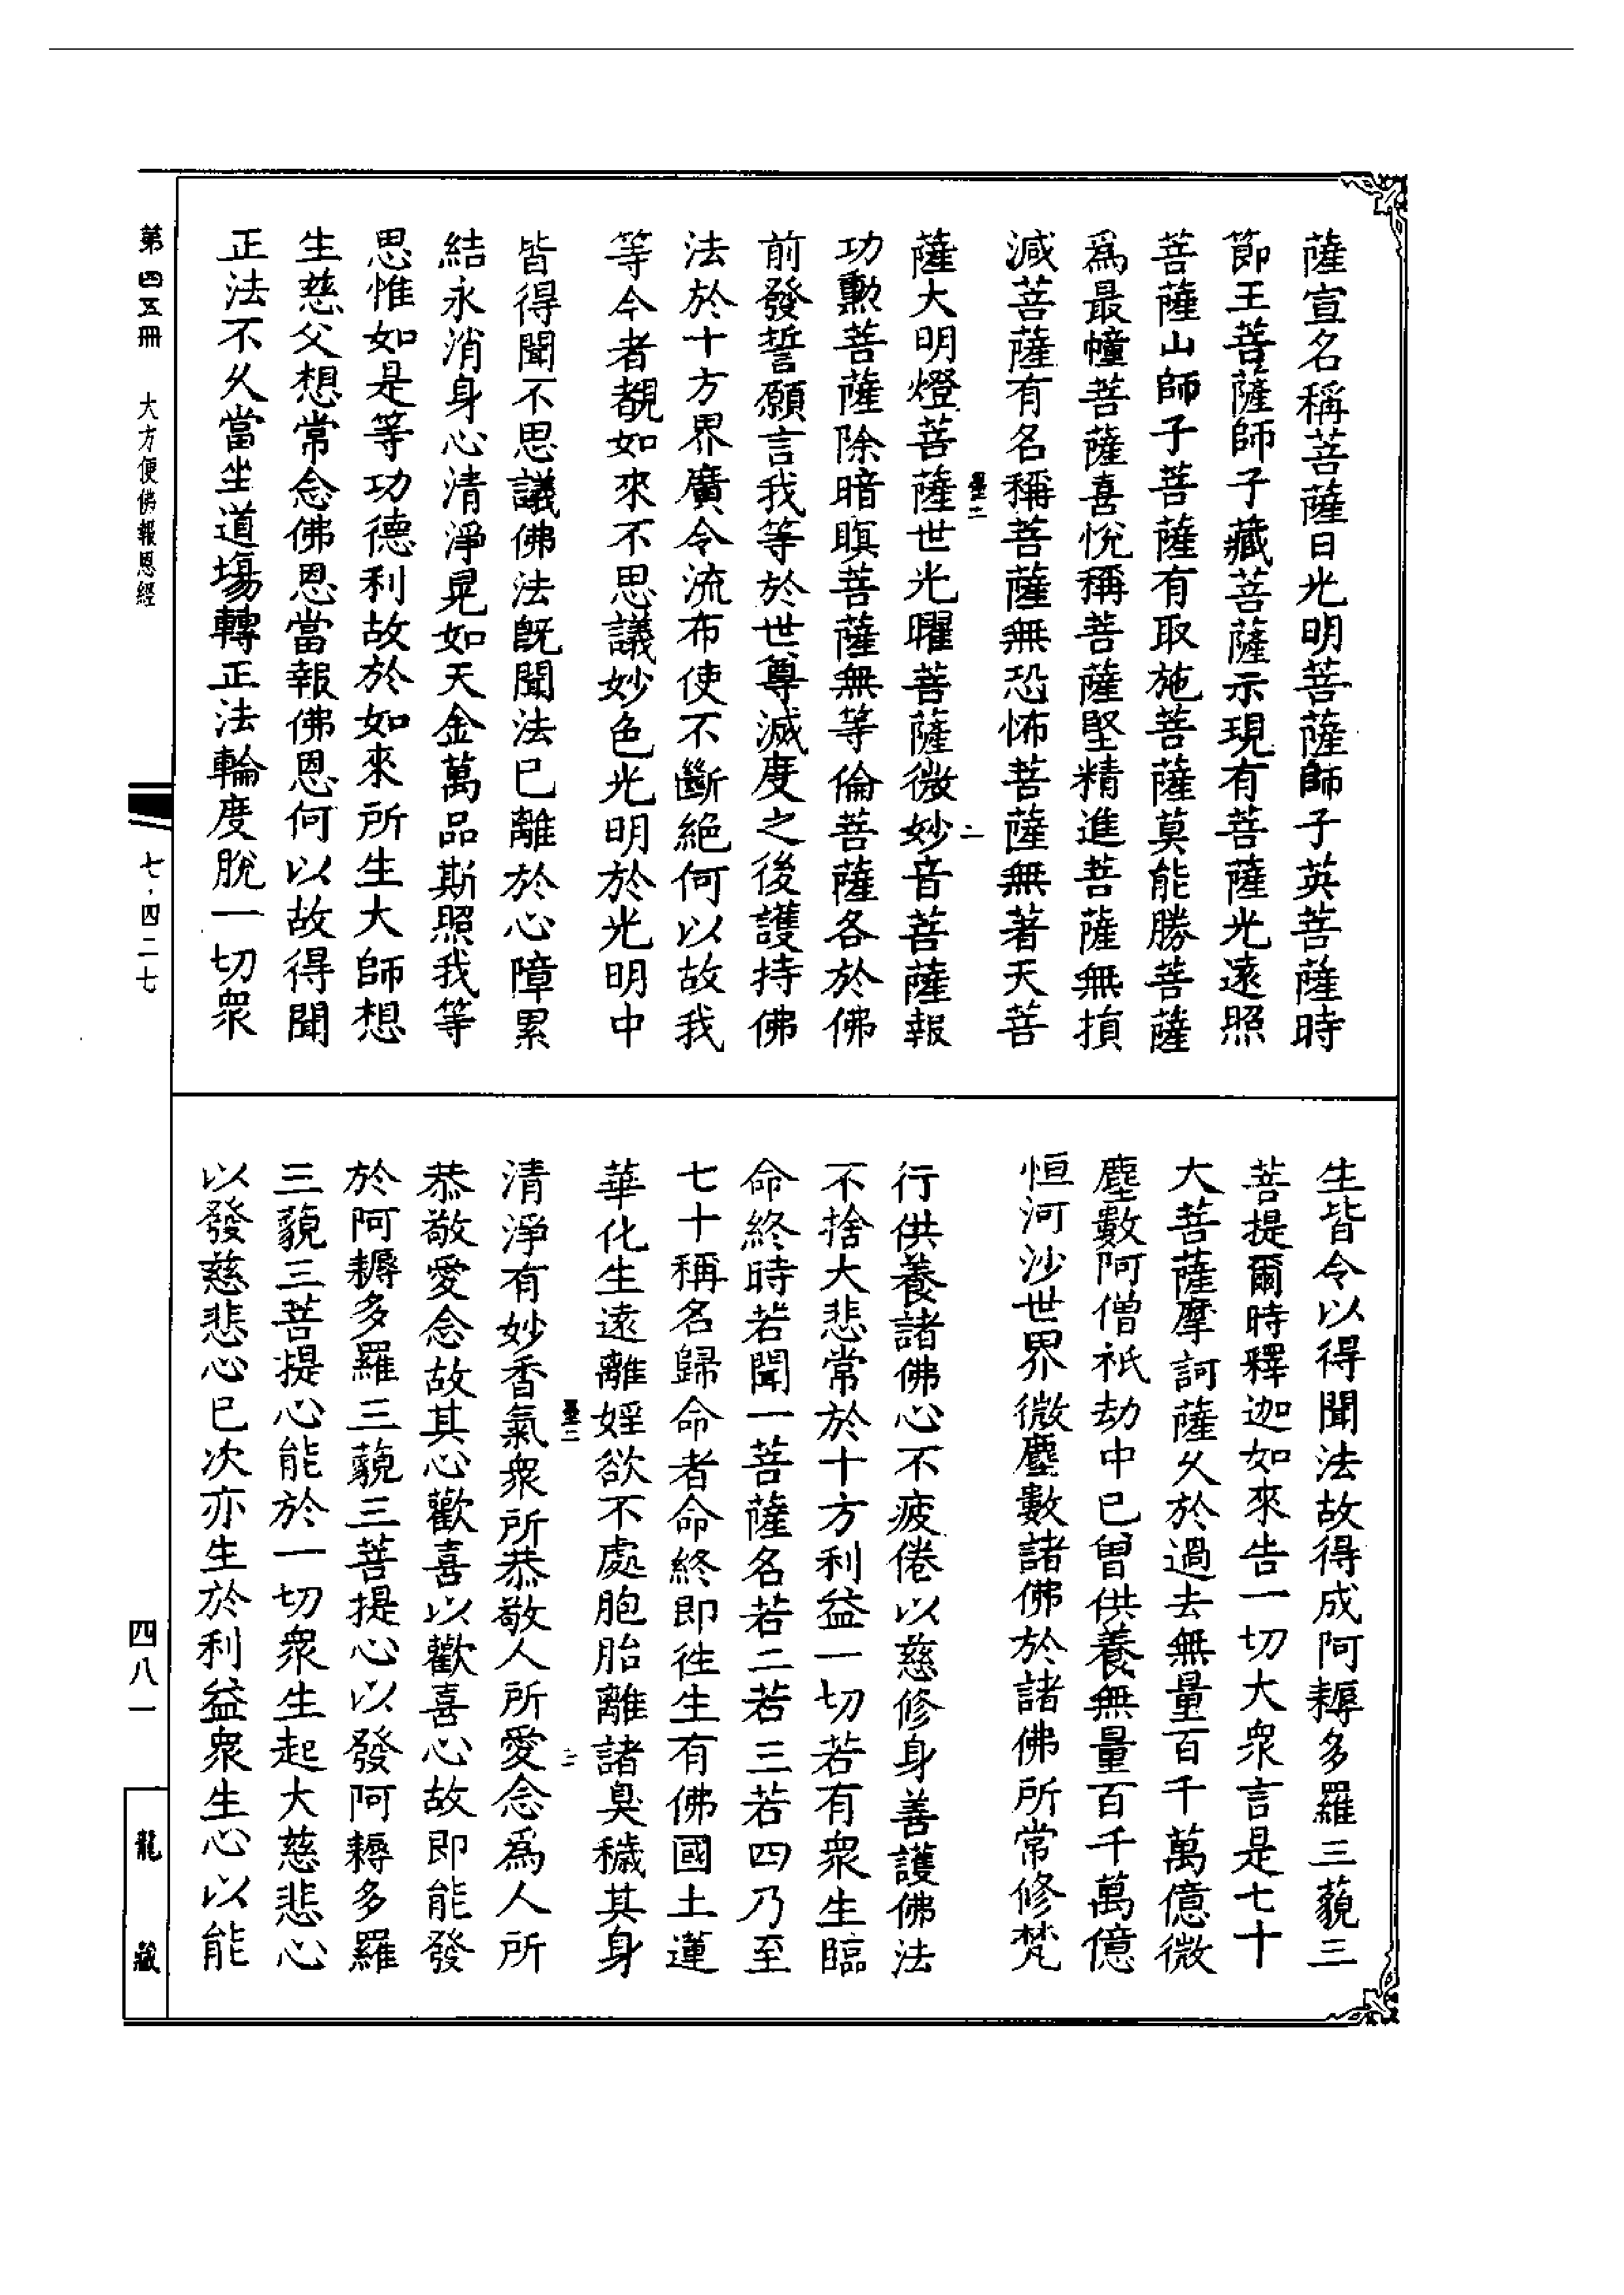 薩宣名稱菩薩日光明菩薩師子英菩薩時
節王菩薩師子藏菩薩示現有菩薩光遠照
菩薩山師子菩薩有取施菩薩莫能勝菩薩
爲最幢菩薩喜悅稱菩薩堅精進菩薩無損
減菩薩有名稱菩薩無恐怖菩薩無著天菩
薩大明燈菩薩世光曜菩薩微妙音菩薩報
功勳菩薩除暗瞑菩薩無等倫菩薩各於佛
前發誓願言我等於世尊滅度之後護持佛
法於十方界廣令流布使不斷絕何以故我
等今者覩如來不思議妙色光明於光明中
皆得聞不思議佛法旣聞法已離於心障累
結永消身心清淨晃如天金萬品斯照我等
思惟如是等功德利故於如來所生大師想
生慈父想常念佛恩當報佛恩何以故得聞
正法不久當坐道塲轉正法輪度脫一切衆
墨二
二
生皆令以得聞法故得成阿耨多羅三藐三
菩提爾時釋迦如來告一切大衆言是七十
大菩薩摩訶薩久於過去無量百千萬億微
塵數阿僧祇劫中已曾供養無量百千萬億
恒河沙世界微塵數諸佛於諸佛所常修梵
行供養諸佛心不疲倦以慈修身善護佛法
不捨大悲常於十方利益一切若有衆生臨
命終時若聞一菩薩名若二若三若四乃至
七十稱名歸命者命終即徃生有佛國土蓮
華化生遠離婬欲不處胞胎離諸臭穢其身
清淨有妙香氣衆所恭敬人所愛念爲人所
恭敬愛念故其心歡喜以歡喜心故即能發
於阿耨多羅三藐三菩提心以發阿耨多羅
三藐三菩提心能於一切衆生起大慈悲心
以發慈悲心已次亦生於利益衆生心以能
墨二
第四五冊 大方便佛報恩經
七·四二七
四八一
龍藏